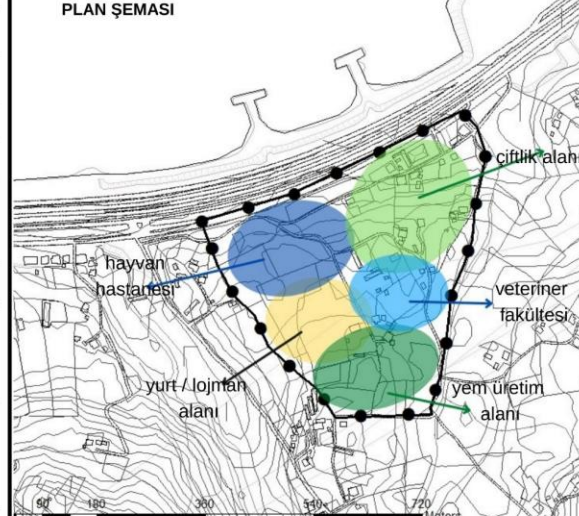 PLAN ŞEMASI
çiftlik alanı
hayvan
hastanesi
veteriner
fakültesi
yurt / lojman
alanı
yem üretim
alanı
90 180 360 540 720
Meters